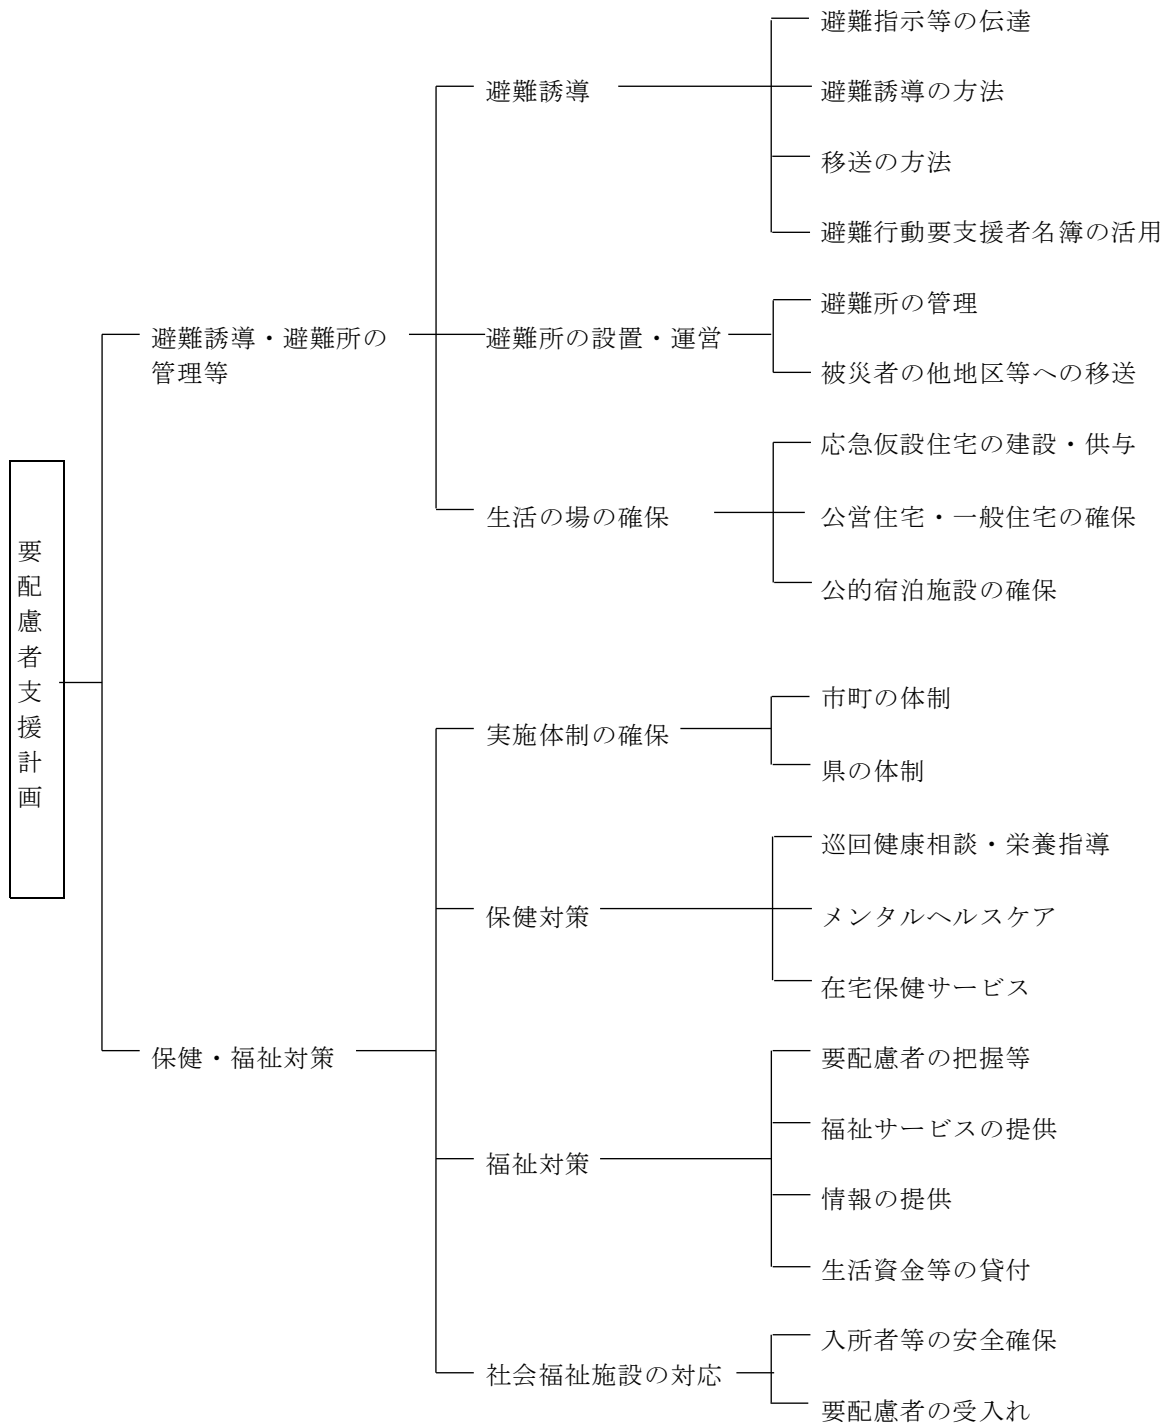 要配慮者支援計画
避難誘導・避難所の
管理等
避難誘導
避難指示等の伝達
避難誘導の方法
移送の方法
避難行動要支援者名簿の活用
避難所の設置・運営
避難所の管理
被災者の他地区等への移送
生活の場の確保
応急仮設住宅の建設・供与
公営住宅・一般住宅の確保
公的宿泊施設の確保
保健・福祉対策
実施体制の確保
市町の体制
県の体制
保健対策
巡回健康相談・栄養指導
メンタルヘルスケア
在宅保健サービス
福祉対策
要配慮者の把握等
福祉サービスの提供
情報の提供
生活資金等の貸付
社会福祉施設の対応
入所者等の安全確保
要配慮者の受入れ